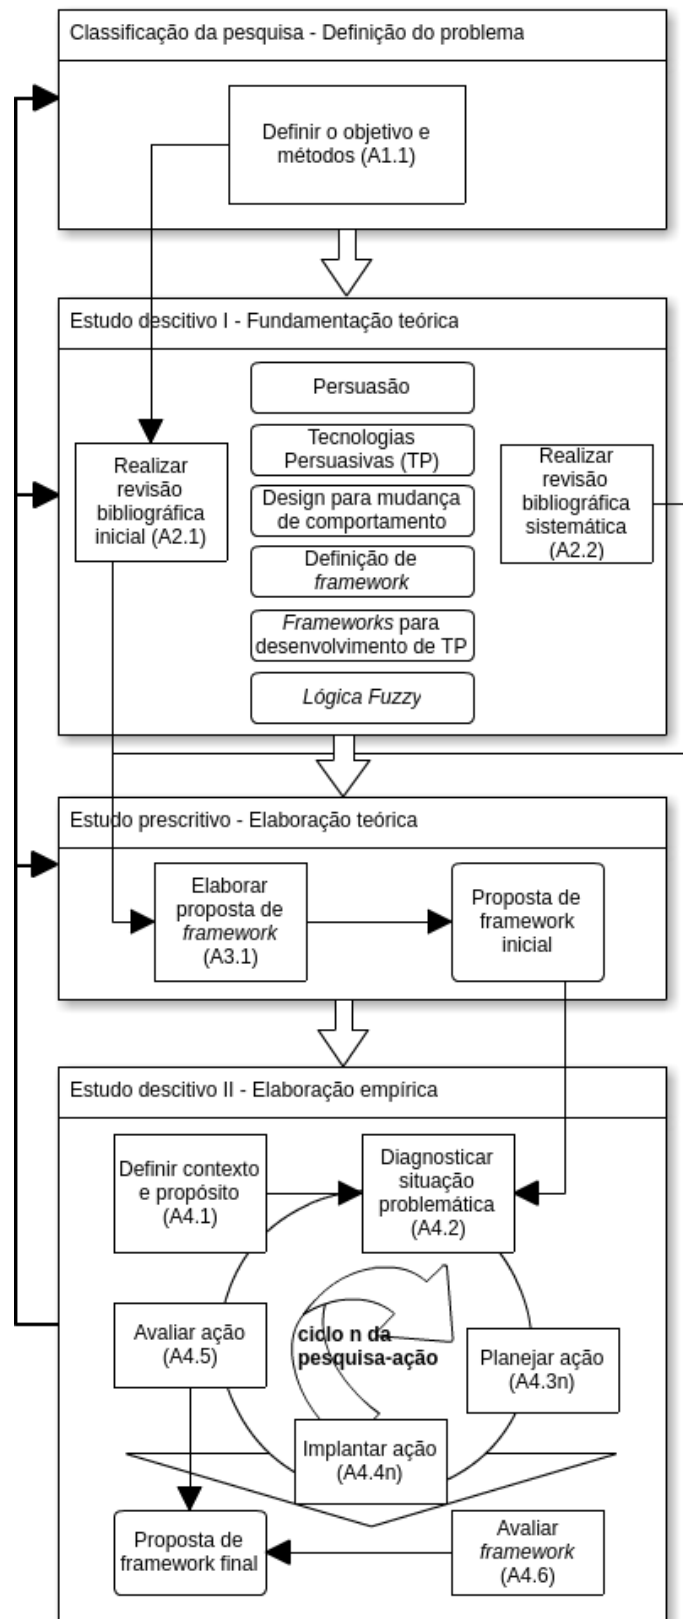 Classificação da pesquisa - Definição do problema
Definir o objetivo e
métodos (A1.1)
Estudo descitivo I - Fundamentação teórica
Persuasão
Tecnologias
Persuasivas (TP)
Design para mudança
de comportamento
Definição de
framework
Frameworks para
desenvolvimento de TP
Lógica Fuzzy
Realizar
revisão
bibliográfica
inicial (A2.1)
Realizar
revisão
bibliográfica
sistemática
(A2.2)
Estudo prescritivo - Elaboração teórica
Elaborar
proposta de
framework
(A3.1)
Proposta de
framework
inicial
Estudo descitivo II - Elaboração empírica
Definir contexto
e propósito
(A4.1)
Diagnosticar
situação
problemática
(A4.2)
Avaliar ação
(A4.5)
ciclo n da
pesquisa-ação
Planejar ação
(A4.3n)
Implantar ação
(A4.4n)
Proposta de
framework final
Avaliar
framework
(A4.6)